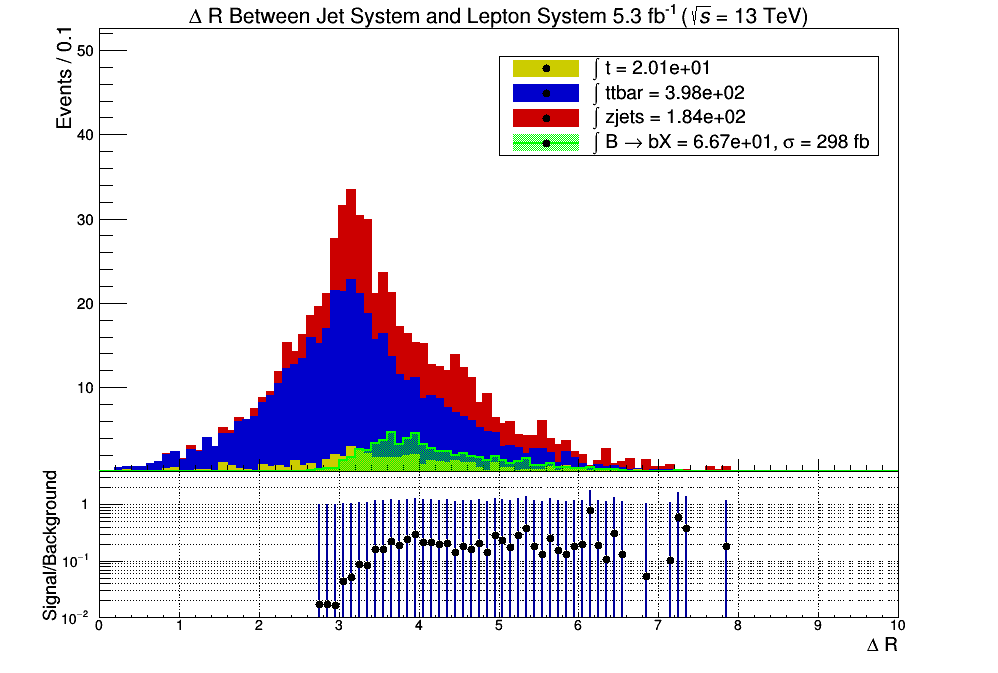 Δ R Between Jet System and Lepton System 5.3 fb⁻¹ (√s = 13 TeV)
Events / 0.1
50
40
30
20
10
∫ t = 2.01e+01
∫ ttbar = 3.98e+02
∫ zjets = 1.84e+02
∫ B → bX = 6.67e+01, σ = 298 fb
Signal/Background
1
10⁻¹
10⁻²
0 1 2 3 4 5 6 7 8 9 10
Δ R